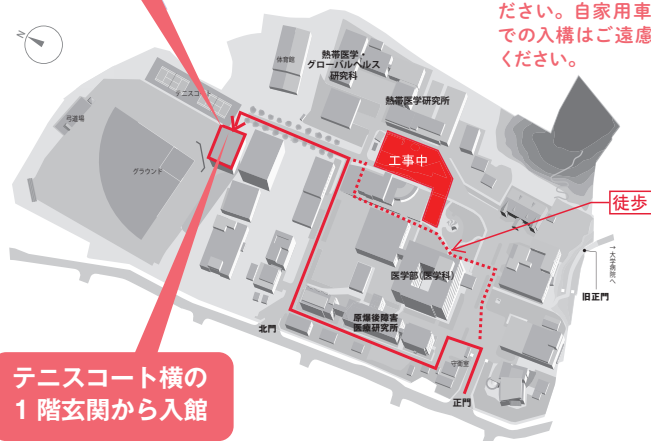 ださい。自家用車
での入構はご遠慮
ください。
N
体育館
熱帯医学・
グローバルヘルス
研究科
熱帯医学研究所
テニスコート
弓道場
グラウンド
工事中
徒歩
→大学病院へ
旧正門
医学部(医学科)
原爆後障害
医療研究所
北門
守衛室
正門
テニスコート横の
1 階玄関から入館